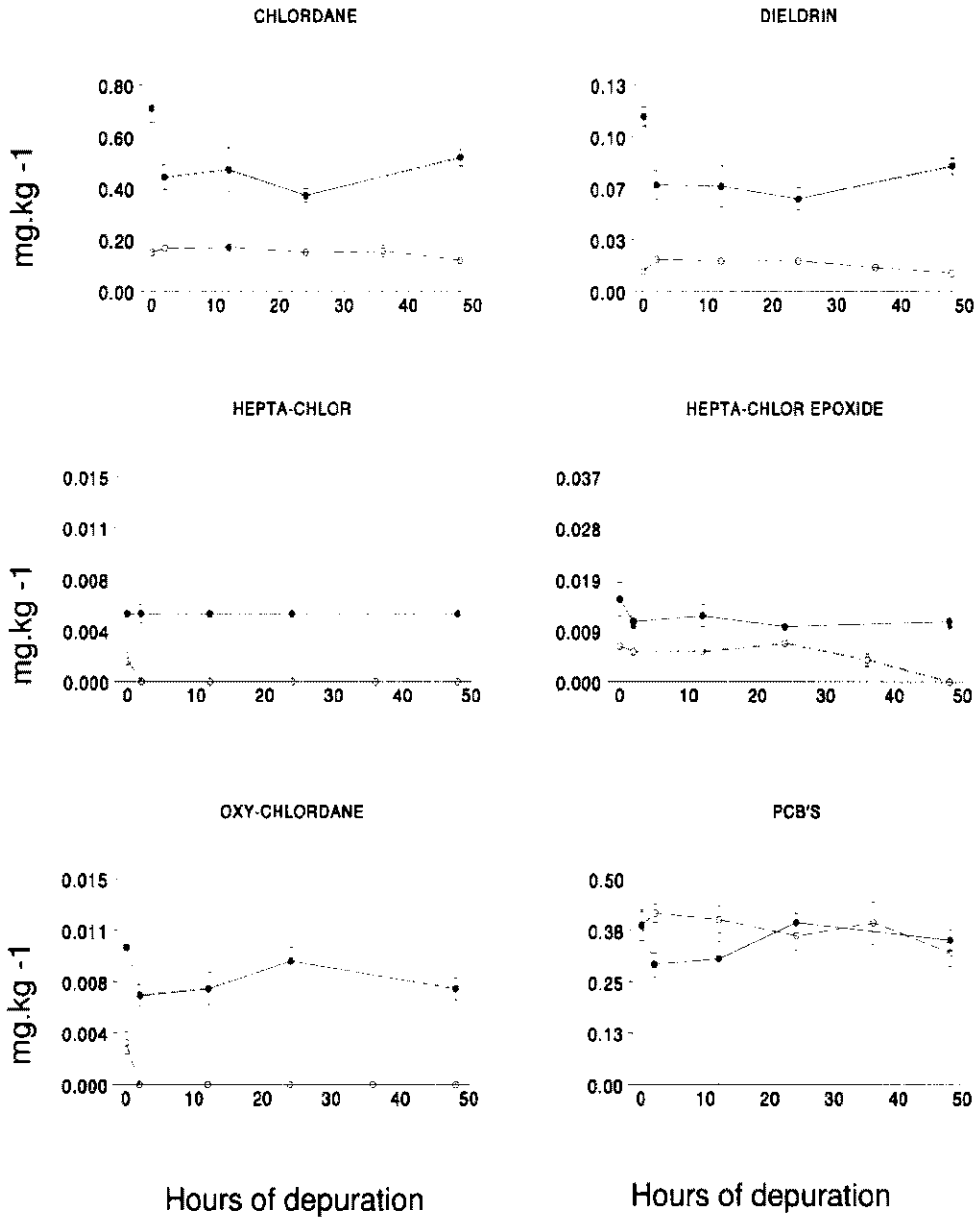 CHLORDANE
DIELDRIN
mg.kg -1
0.80
0.60
0.40
0.20
0.00
0 10 20 30 40 50
0.13
0.10
0.07
0.03
0.00
0 10 20 30 40 50
HEPTA-CHLOR
HEPTA-CHLOR EPOXIDE
mg.kg -1
0.015
0.011
0.008
0.004
0.000
0 10 20 30 40 50
0.037
0.028
0.019
0.009
0.000
0 10 20 30 40 50
OXY-CHLORDANE
PCB'S
mg.kg -1
0.015
0.011
0.008
0.004
0.000
0 10 20 30 40 50
0.50
0.38
0.25
0.13
0.00
0 10 20 30 40 50
Hours of depuration
Hours of depuration